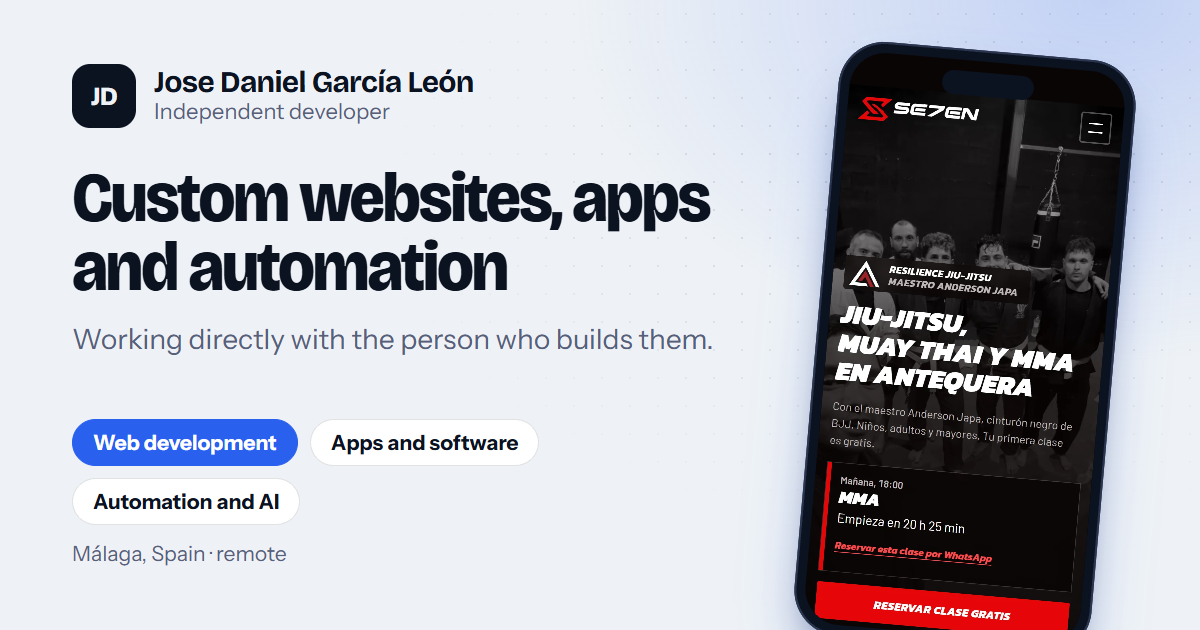 JD
Jose Daniel García León
Independent developer
Custom websites, apps
and automation
Working directly with the person who builds them.
Web development
Apps and software
Automation and AI
Málaga, Spain · remote
SE7EN
RESILIENCE JIU-JITSU
MAESTRO ANDERSON JAPA
JIU-JITSU,
MUAY THAI Y MMA
EN ANTEQUERA
Con el maestro Anderson Japa, cinturón negro de
BJJ. Niños, adultos y mayores. Tu primera clase
es gratis.
Mañana, 18:00
MMA
Empieza en 20 h 25 min
Reservar esta clase por WhatsApp
RESERVAR CLASE GRATIS